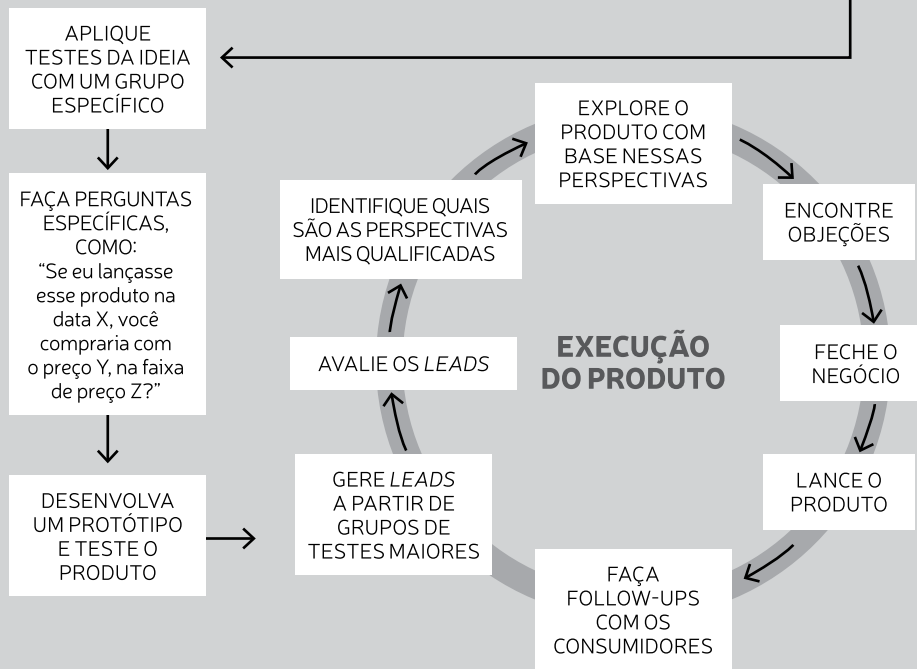 APLIQUE
TESTES DA IDEIA
COM UM GRUPO
ESPECÍFICO
FAÇA PERGUNTAS
ESPECÍFICAS,
COMO:
“Se eu lançasse
esse produto na
data X, você
compraria com
o preço Y, na faixa
de preço Z?”
DESENVOLVA
UM PROTÓTIPO
E TESTE O
PRODUTO
GERE LEADS
A PARTIR DE
GRUPOS DE
TESTES MAIORES
AVALIE OS LEADS
IDENTIFIQUE QUAIS
SÃO AS PERSPECTIVAS
MAIS QUALIFICADAS
EXPLORE O
PRODUTO COM
BASE NESSAS
PERSPECTIVAS
ENCONTRE
OBJEÇÕES
FECHE O
NEGÓCIO
LANCE O
PRODUTO
FAÇA
FOLLOW-UPS
COM OS
CONSUMIDORES
EXECUÇÃO
DO PRODUTO